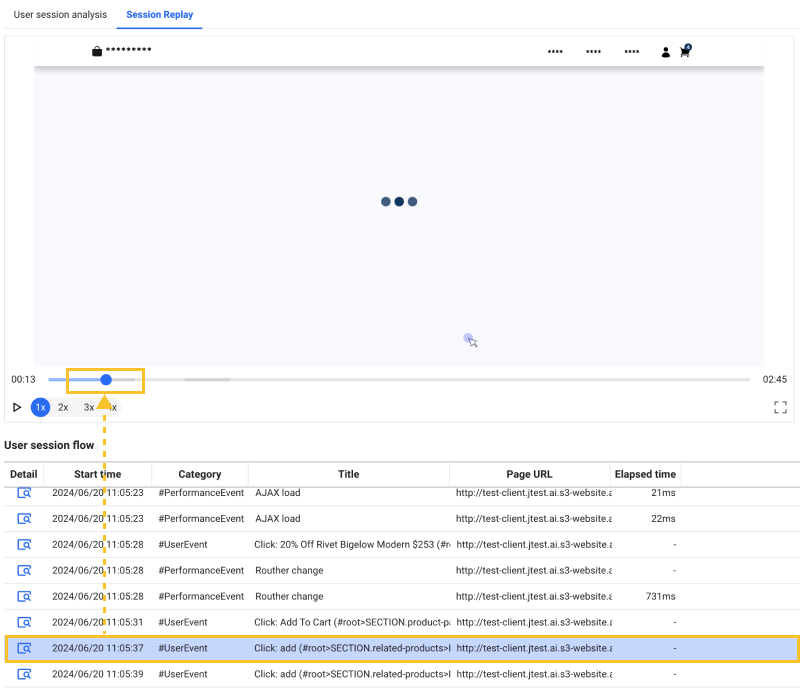 User session analysis Session Replay
********* **** **** **** 4
00:13 02:45
1x 2x 3x 4x
User session flow
Detail Start time Category Title Page URL Elapsed time
2024/06/20 11:05:23 #PerformanceEvent AJAX load http://test-client.jtest.ai.s3-website.a 21ms
2024/06/20 11:05:23 #PerformanceEvent AJAX load http://test-client.jtest.ai.s3-website.a 22ms
2024/06/20 11:05:28 #UserEvent Click: 20% Off Rivet Bigelow Modern $253 (#r http://test-client.jtest.ai.s3-website.a -
2024/06/20 11:05:28 #PerformanceEvent Routher change http://test-client.jtest.ai.s3-website.a -
2024/06/20 11:05:28 #PerformanceEvent Routher change http://test-client.jtest.ai.s3-website.a 731ms
2024/06/20 11:05:31 #UserEvent Click: Add To Cart (#root>SECTION.product-p http://test-client.jtest.ai.s3-website.a -
2024/06/20 11:05:37 #UserEvent Click: add (#root>SECTION.related-products> http://test-client.jtest.ai.s3-website.a -
2024/06/20 11:05:39 #UserEvent Click: add (#root>SECTION.related-products> http://test-client.jtest.ai.s3-website.a -